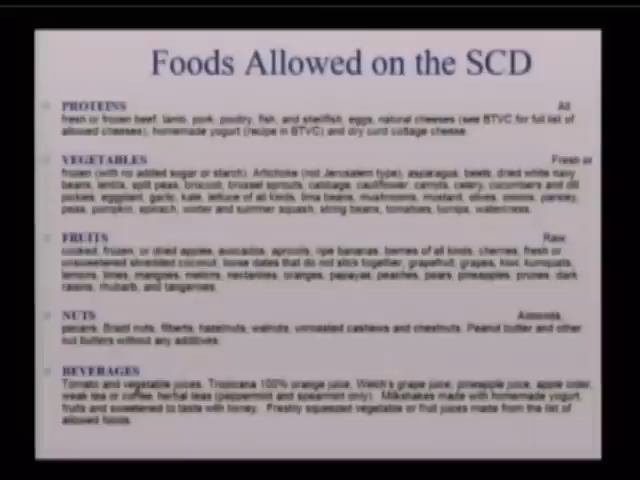 Foods Allowed on the SCD
PROTEINS All
fresh or frozen beef, lamb, pork, poultry, fish, and shellfish, eggs, natural cheeses (see BTVC for full list of
allowed cheeses), homemade yogurt (recipe in BTVC) and dry curd cottage cheese.
VEGETABLES Fresh or
frozen (with no added sugar or starch). Artichoke (not Jerusalem type), asparagus, beets, dried white navy
beans, lentils, split peas, broccoli, brussel sprouts, cabbage, cauliflower, carrots, celery, cucumbers and dill
pickles, eggplant, garlic, kale, lettuce of all kinds, lima beans, mushrooms, mustard, olives, onions, parsley,
peas, pumpkin, spinach, winter and summer squash, string beans, tomatoes, turnips, watercress.
FRUITS Raw,
cooked, frozen, or dried apples, avocados, apricots, ripe bananas, berries of all kinds, cherries, fresh or
unsweetened shredded coconut, loose dates that do not stick together, grapefruit, grapes, kiwi, kumquats,
lemons, limes, mangoes, melons, nectarines, oranges, papayas, peaches, pears, pineapples, prunes, dark
raisins, rhubarb, and tangerines.
NUTS Almonds,
pecans, Brazil nuts, filberts, hazelnuts, walnuts, unroasted cashews and chestnuts. Peanut butter and other
nut butters without any additives.
BEVERAGES
Tomato and vegetable juices, Tropicana 100% orange juice, Welch's grape juice, pineapple juice, apple cider,
weak tea or coffee, herbal teas (peppermint and spearmint only). Milkshakes made with homemade yogurt,
fruits and sweetened to taste with honey. Freshly squeezed vegetable or fruit juices made from the list of
allowed foods.